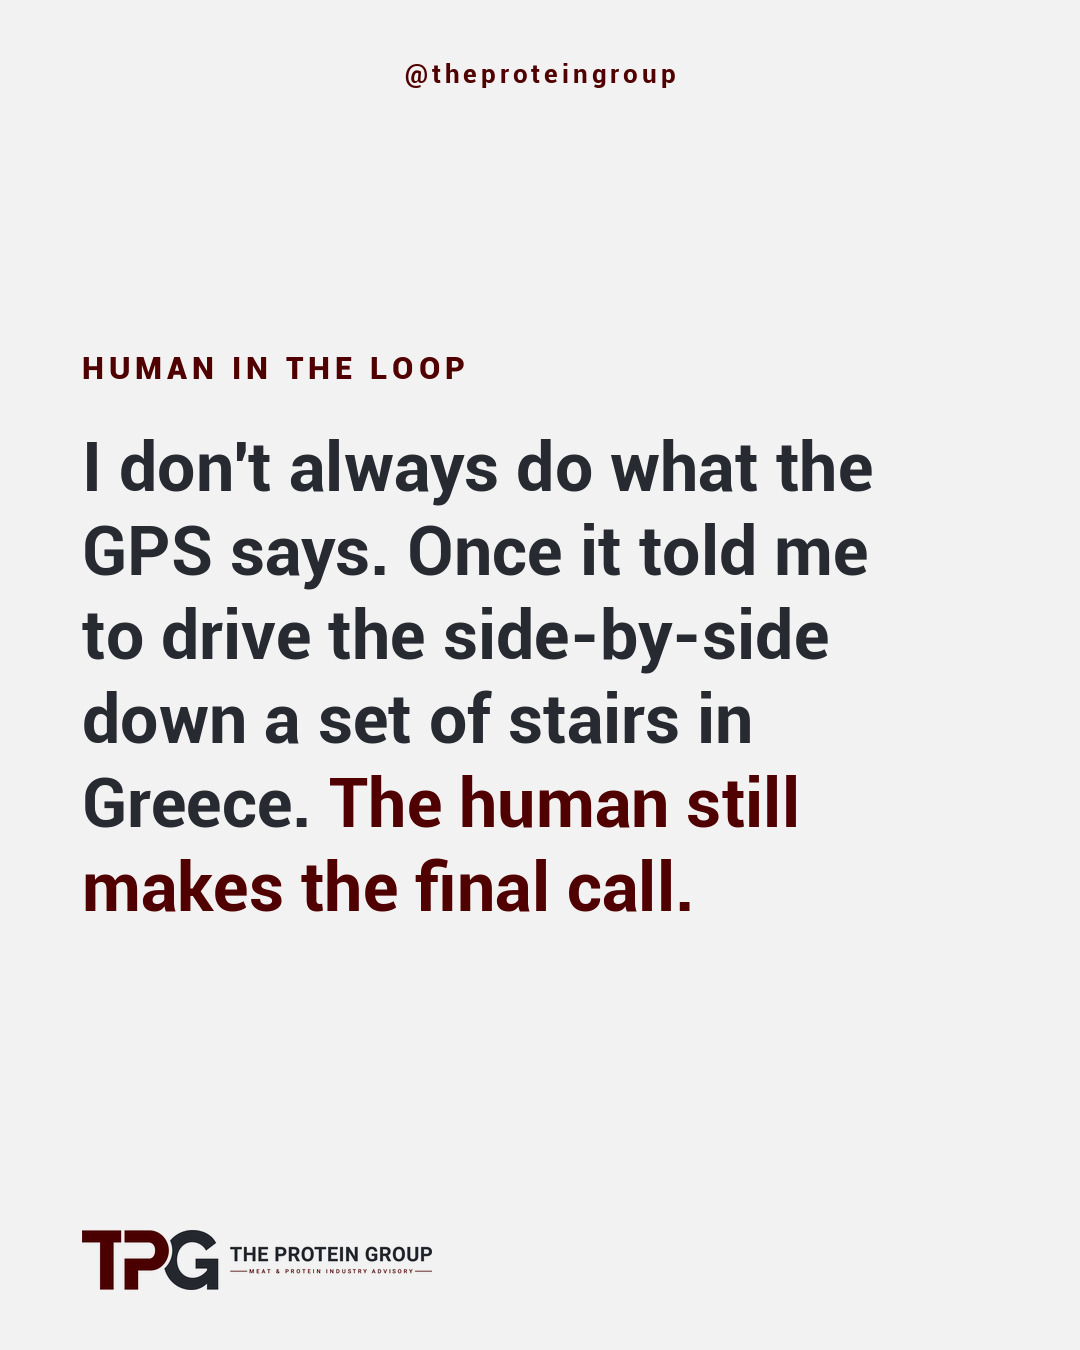 @theproteingroup
HUMAN IN THE LOOP
I don't always do what the
GPS says. Once it told me
to drive the side-by-side
down a set of stairs in
Greece. The human still
makes the final call.
TPG
THE PROTEIN GROUP
MEAT & PROTEIN INDUSTRY ADVISORY